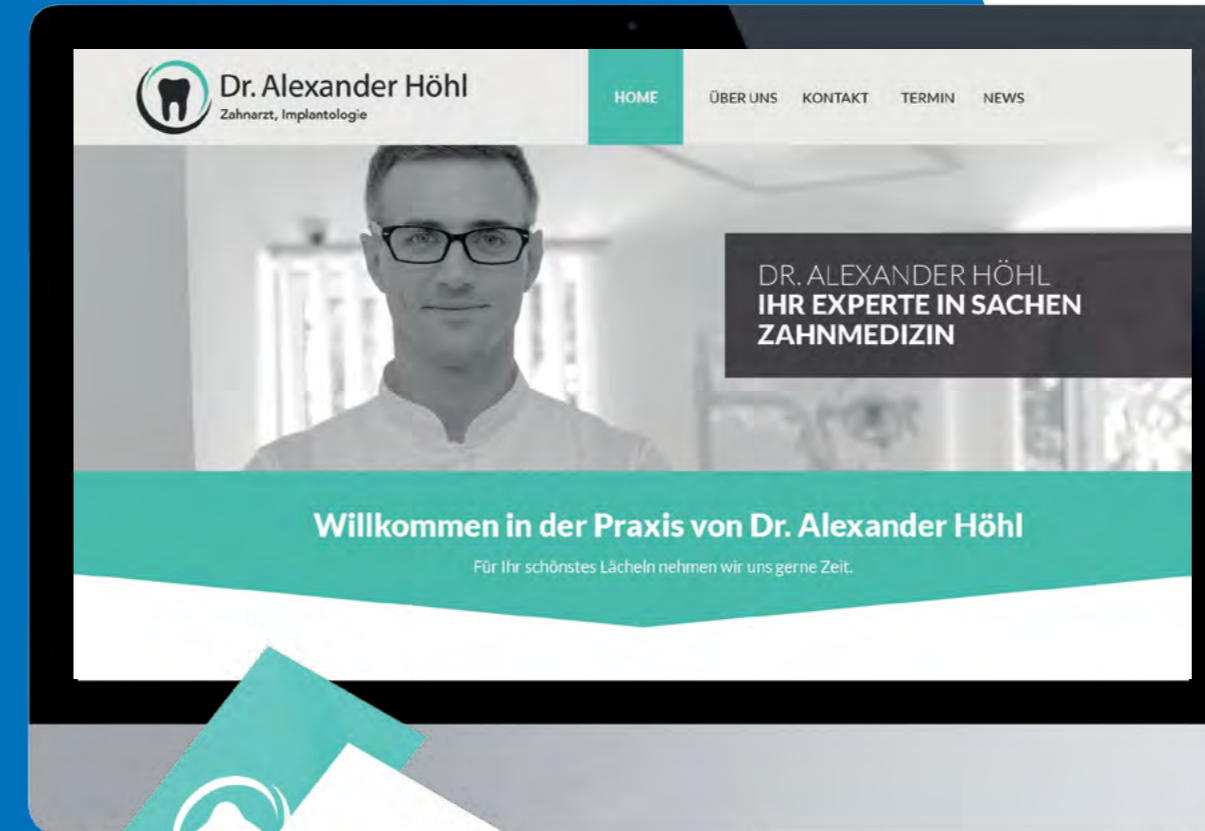 Dr. Alexander Höhl
Zahnarzt, Implantologie
HOME ÜBER UNS KONTAKT TERMIN NEWS
DR. ALEXANDER HÖHL
IHR EXPERTE IN SACHEN
ZAHNMEDIZIN
Willkommen in der Praxis von Dr. Alexander Höhl
Für Ihr schönstes Lächeln nehmen wir uns gerne Zeit.